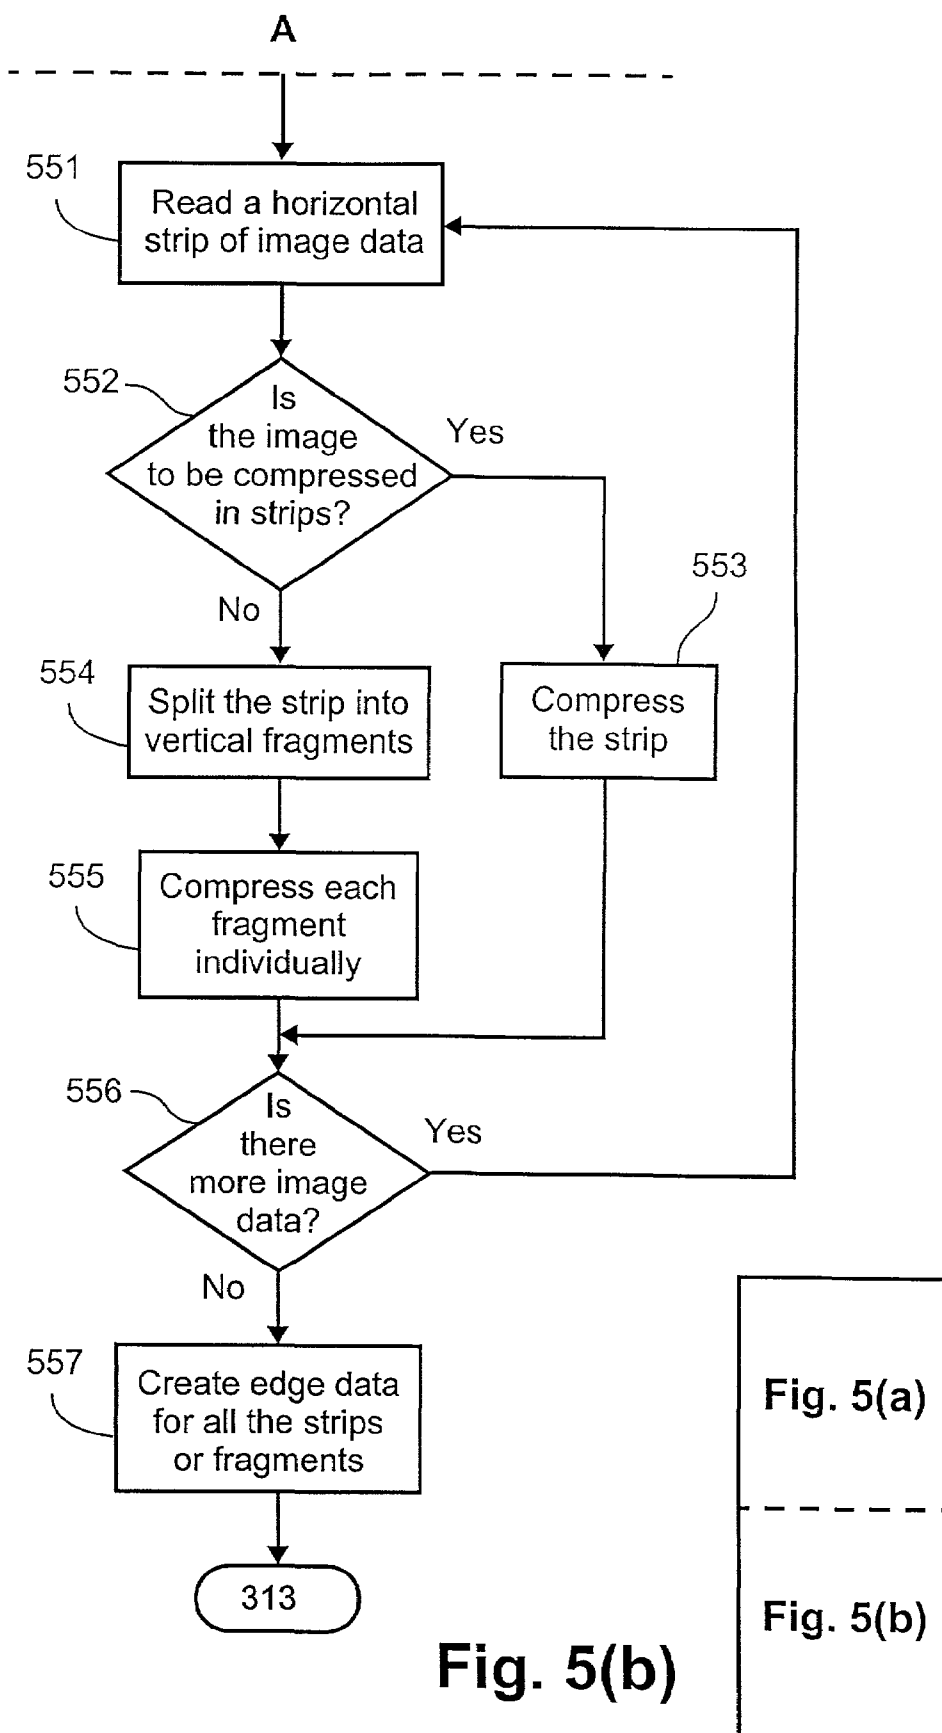 A
551
Read a horizontal
strip of image data
552
Is
the image
to be compressed
in strips?
Yes
No
553
554
Split the strip into
vertical fragments
Compress
the strip
555
Compress each
fragment
individually
556
Is
there
more image
data?
Yes
No
557
Create edge data
for all the strips
or fragments
313
Fig. 5(a)
Fig. 5(b)
Fig. 5(b)